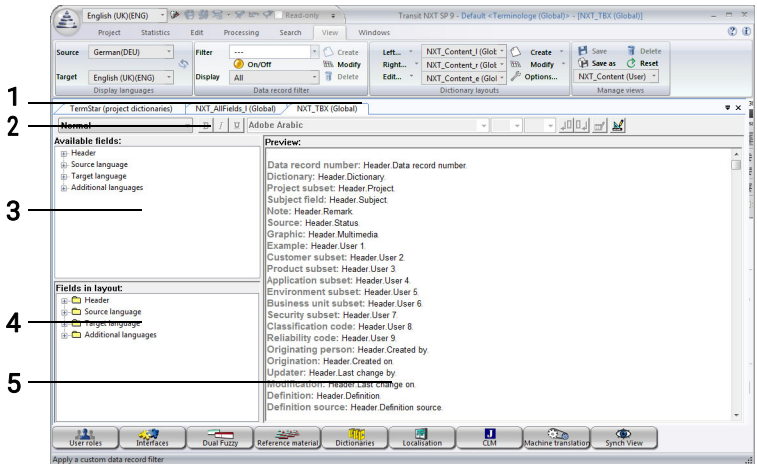 English (UK)(ENG) Read-only Transit NXT SP 9 - Default <Terminologe (Global)> - [NXT_TBX (Global)]
Project Statistics Edit Processing Search View Windows
Source German(DEU) Filter --- Create Left... NXT_Content_l (Glob Create Save Delete
On/Off Modify Right... NXT_Content_r (Glot Modify Save as Reset
Target English (UK)(ENG) Display All Delete Edit... NXT_Content_e (Glot Options... NXT_Content (User)
Display languages Data record filter Dictionary layouts Manage views
1
TermStar (project dictionaries) NXT_AllFields_l (Global) NXT_TBX (Global)
2
Normal B I U Adobe Arabic
Available fields: Preview:
Header
Source language
Target language
Additional languages
3
Fields in layout:
Header
Source language
4
Target language
Additional languages
5
Data record number: Header.Data record number.
Dictionary: Header.Dictionary.
Project subset: Header.Project.
Subject field: Header.Subject.
Note: Header.Remark.
Source: Header.Status.
Graphic: Header.Multimedia.
Example: Header.User 1.
Customer subset: Header.User 2.
Product subset: Header.User 3.
Application subset: Header.User 4.
Environment subset: Header.User 5.
Business unit subset: Header.User 6.
Security subset: Header.User 7.
Classification code: Header.User 8.
Reliability code: Header.User 9.
Originating person: Header.Created by.
Origination: Header.Created on.
Updater: Header.Last change by.
Modification: Header.Last change on.
Definition: Header.Definition.
Definition source: Header.Definition source.
User roles Interfaces Dual Fuzzy Reference material Dictionaries Localisation CLM Machine translation Synch View
Apply a custom data record filter